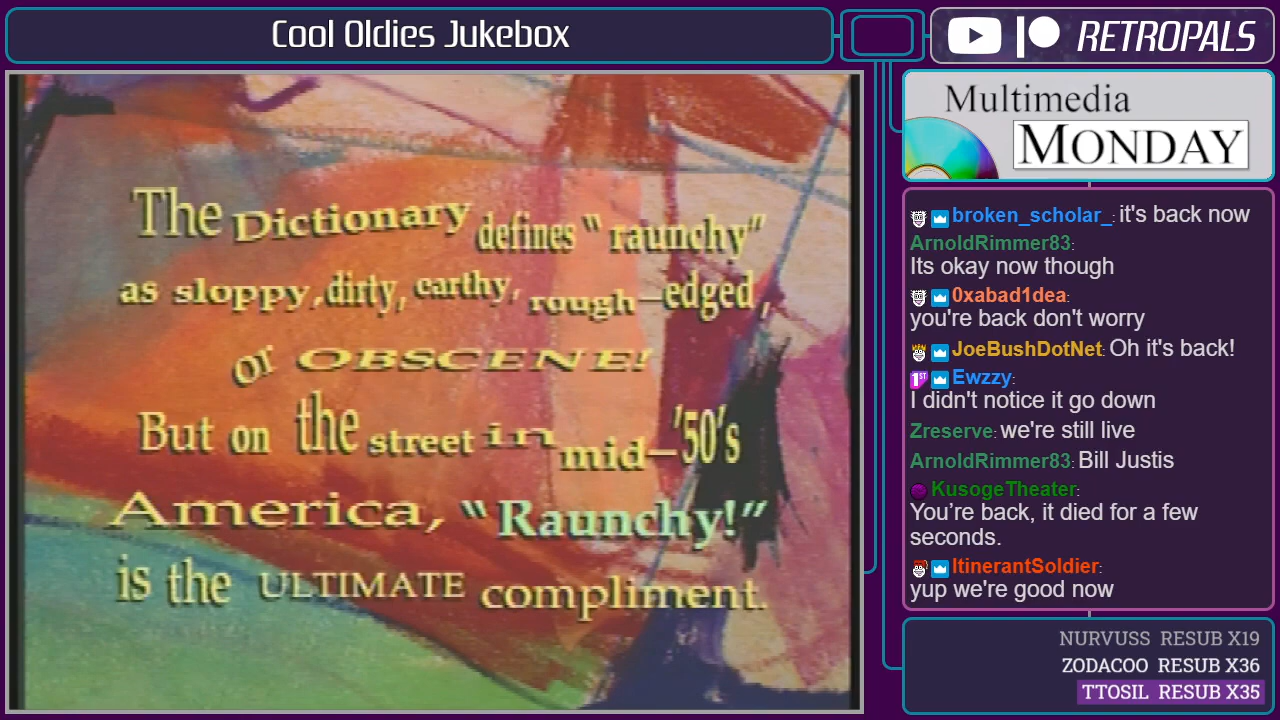 Cool Oldies Jukebox
RETROPALS
Multimedia
MONDAY
The Dictionary defines "raunchy"
as sloppy, dirty, earthy, rough-edged,
or OBSCENE!
But on the street in mid-'50's
America, "Raunchy!"
is the ULTIMATE compliment.
broken_scholar_: it's back now
ArnoldRimmer83:
Its okay now though
0xabad1dea:
you're back don't worry
JoeBushDotNet: Oh it's back!
1ST Ewzzy:
I didn't notice it go down
Zreserve: we're still live
ArnoldRimmer83: Bill Justis
KusogeTheater:
You’re back, it died for a few
seconds.
ItinerantSoldier:
yup we're good now
NURVUSS RESUB X19
ZODACOO RESUB X36
TTOSIL RESUB X35